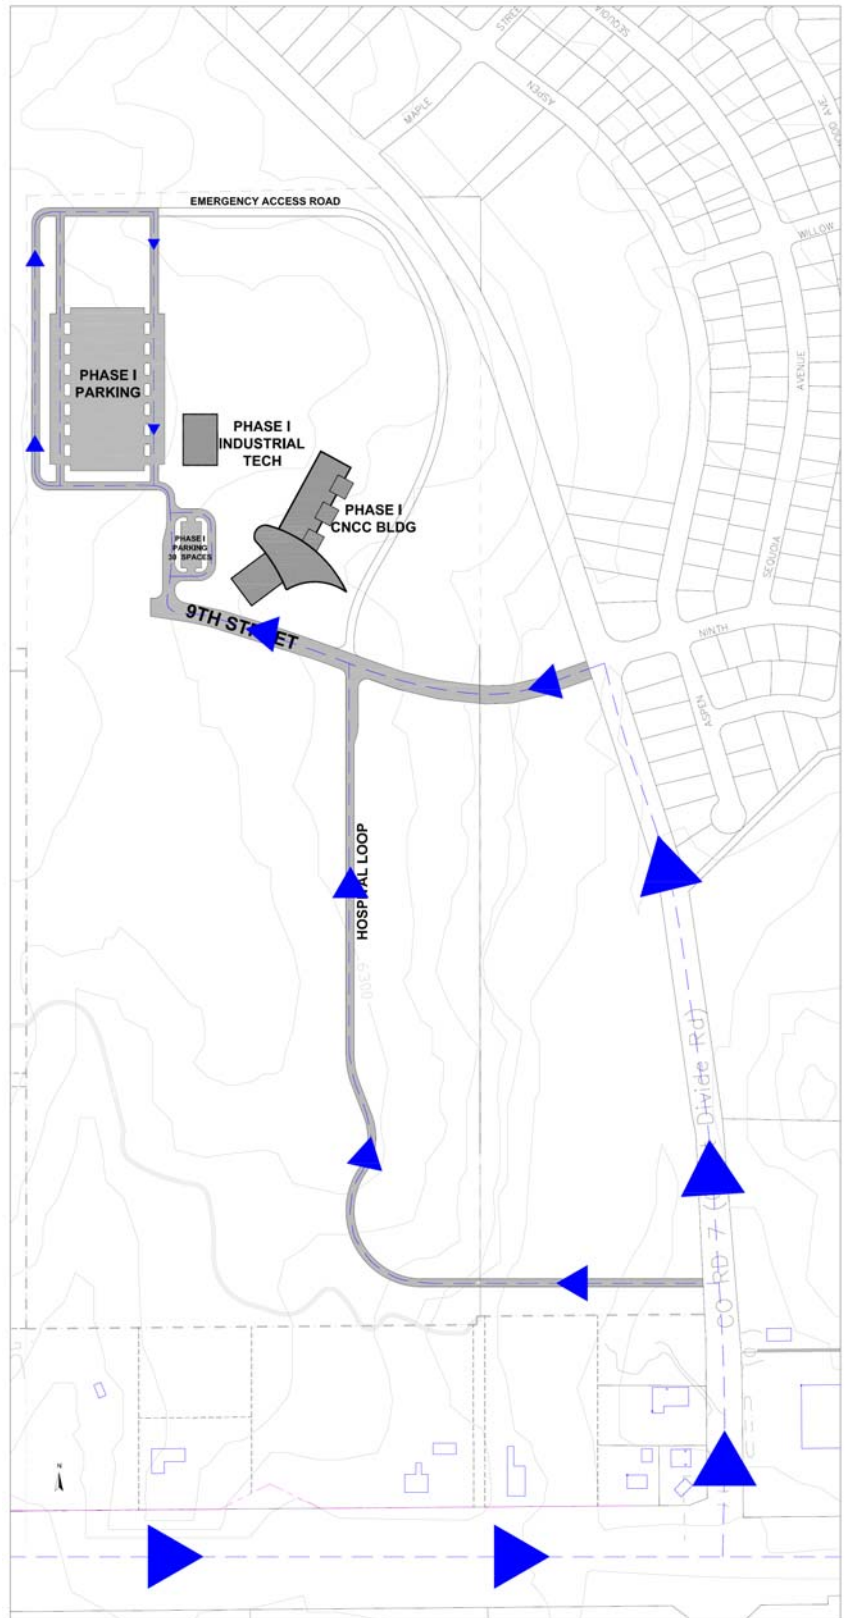 STREET
SEQUOIA
MAPLE
ASPEN
WILLOW
EMERGENCY ACCESS ROAD
AVENUE
PHASE I
PARKING
PHASE I
INDUSTRIAL
TECH
PHASE I
CNCC BLDG
PHASE I
PARKING
30 SPACES
SEQUOIA
9TH STREET
NINTH
ASPEN
HOSPITAL LOOP
6300
CO RD 7 (
Divide Rd)
N